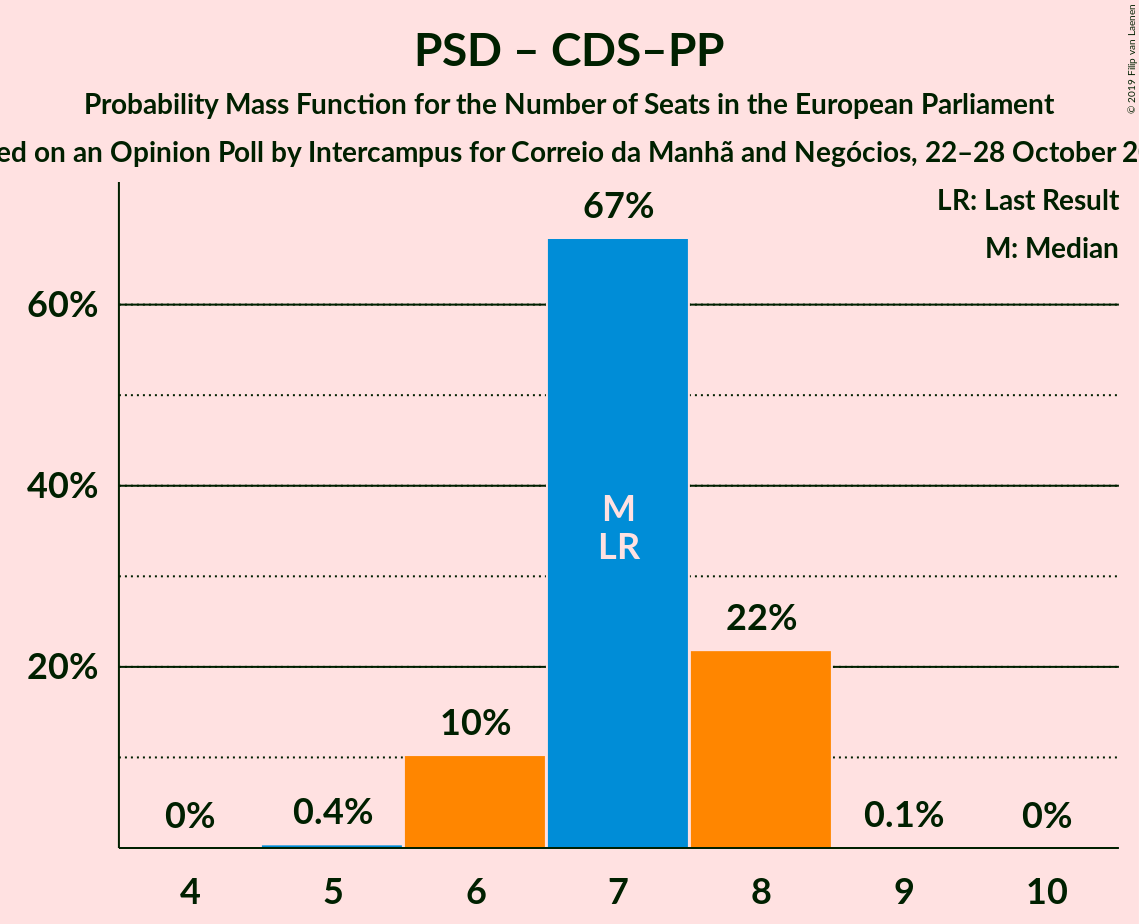 PSD – CDS–PP
Probability Mass Function for the Number of Seats in the European Parliament
on an Opinion Poll by Intercampus for Correio da Manhã and Negócios, 22–28 October
© 2019 Filip van Laenen
LR: Last Result
M: Median
67%
60%
40%
M
LR
22%
20%
10%
0%
0.4%
0.1%
0%
4
5
6
7
8
9
10